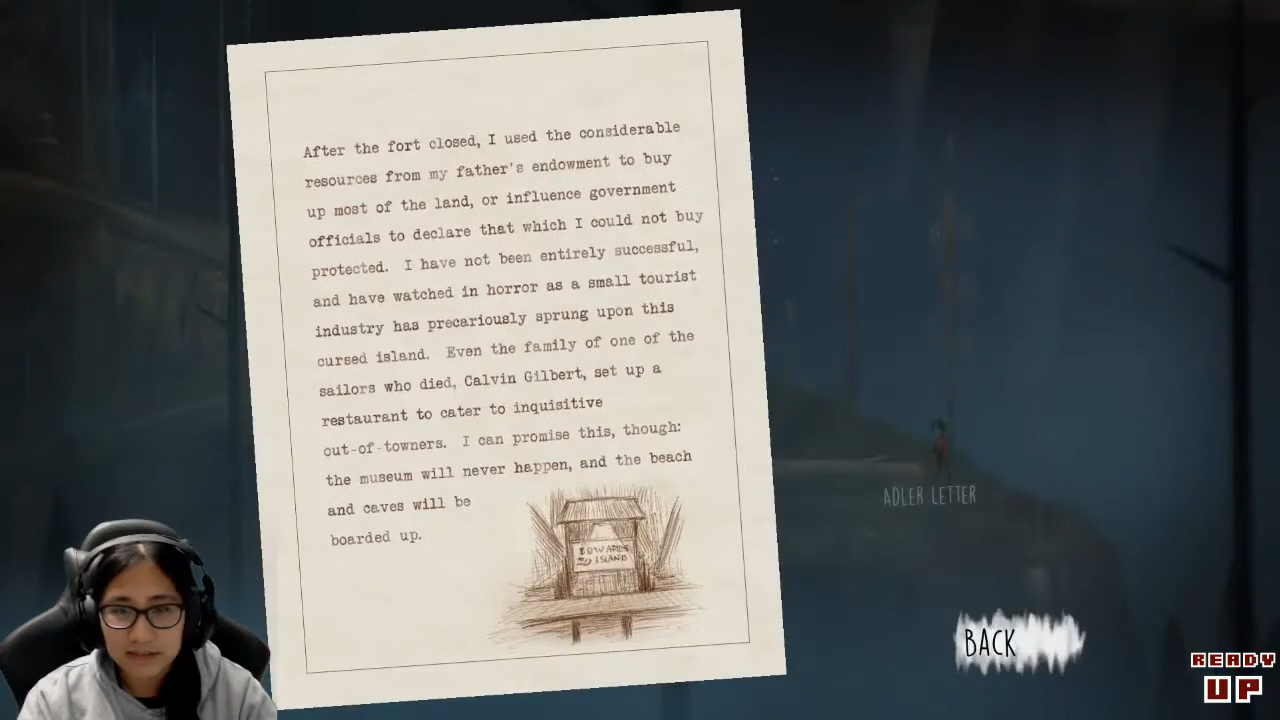 After the fort closed, I used the considerable
resources from my father's endowment to buy
up most of the land, or influence government
officials to declare that which I could not buy
protected. I have not been entirely successful,
and have watched in horror as a small tourist
industry has precariously sprung upon this
cursed island. Even the family of one of the
sailors who died, Calvin Gilbert, set up a
restaurant to cater to inquisitive
out-of-towners. I can promise this, though:
the museum will never happen, and the beach
and caves will be
boarded up.
EDWARDS
ISLAND
ADLER LETTER
BACK
READY
UP